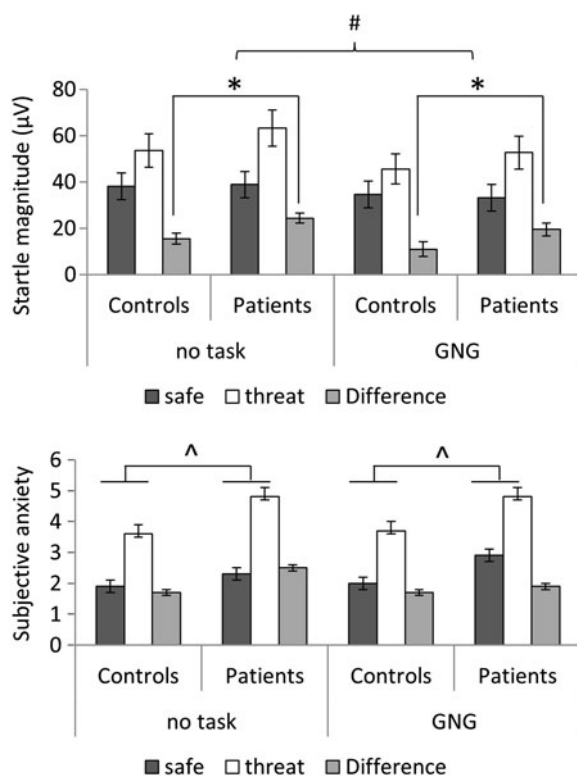 #
* *
80
60
40
20
0
Startle magnitude (µV)
Controls Patients Controls Patients
no task GNG
safe threat Difference
^ ^
6
5
4
3
2
1
0
Subjective anxiety
Controls Patients Controls Patients
no task GNG
safe threat Difference